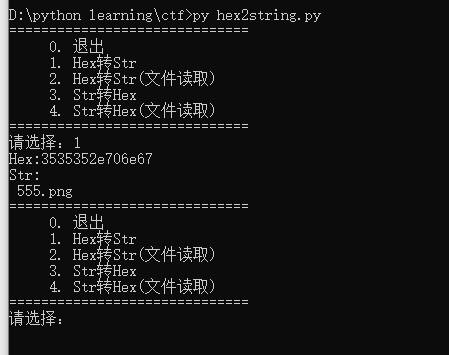 D:\python learning\ctf>py hex2string.py
==============================
0. 退出
1. Hex转Str
2. Hex转Str(文件读取)
3. Str转Hex
4. Str转Hex(文件读取)
==============================
请选择：1
Hex:3535352e706e67
Str:
555.png
==============================
0. 退出
1. Hex转Str
2. Hex转Str(文件读取)
3. Str转Hex
4. Str转Hex(文件读取)
==============================
请选择：